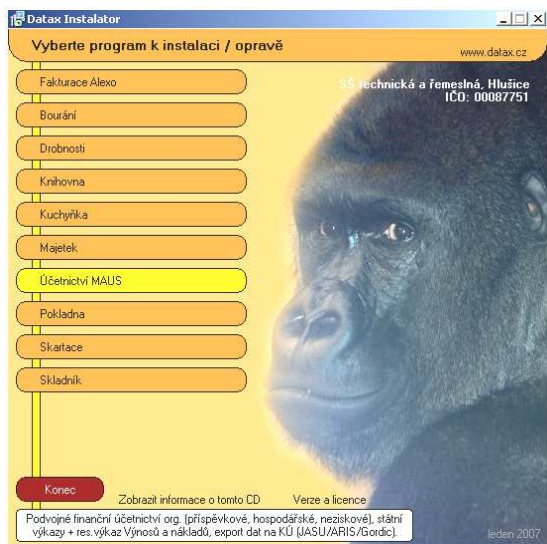 Datax Instalator
Vyberte program k instalaci / opravě
www.datax.cz
SŠ technická a řemeslná, Hlušice
IČO: 00087751
Fakturace Alexo
Bourání
Drobnosti
Knihovna
Kuchyňka
Majetek
Účetnictví MAUS
Pokladna
Skartace
Skladník
Konec
Zobrazit informace o tomto CD
Verze a licence
Podvojné finanční účetnictví org. (příspěvkové, hospodářské, neziskové), státní
výkazy + res.výkaz Výnosů a nákladů, export dat na KÚ (JASU/ARIS/Gordic).
leden 2007